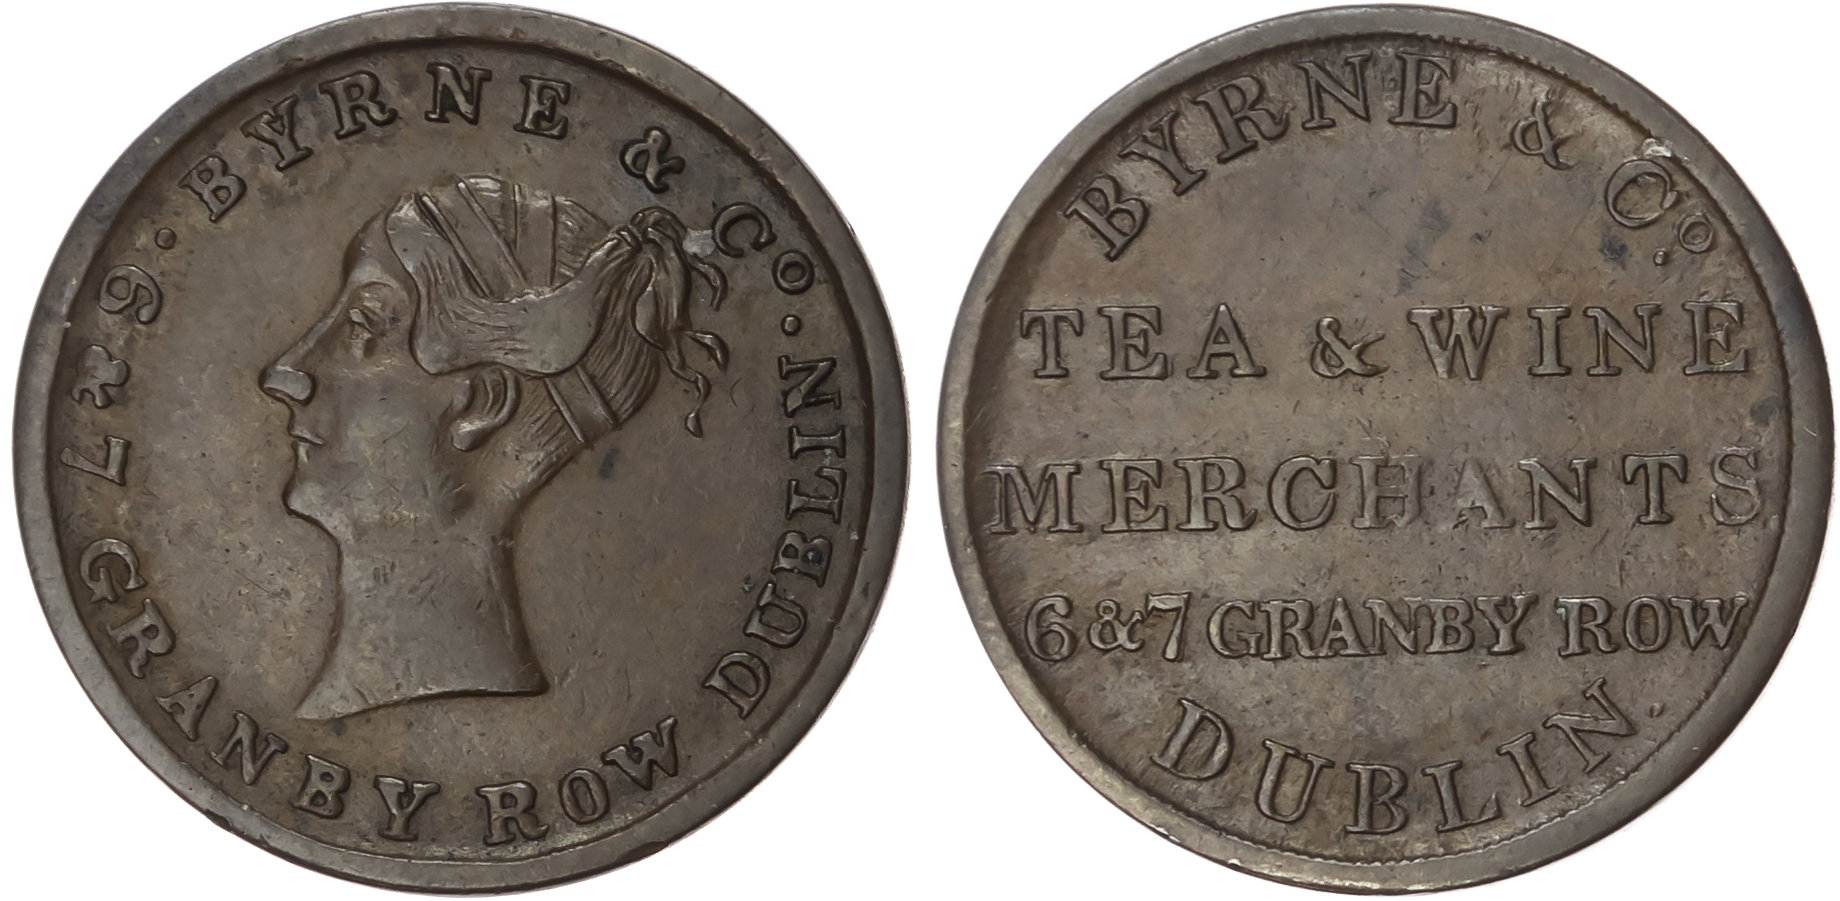 · BYRNE & Co. · DUBLIN
6 & 7 GRANBY ROW
BYRNE & Co.
TEA & WINE
MERCHANTS
6 & 7 GRANBY ROW
DUBLIN.